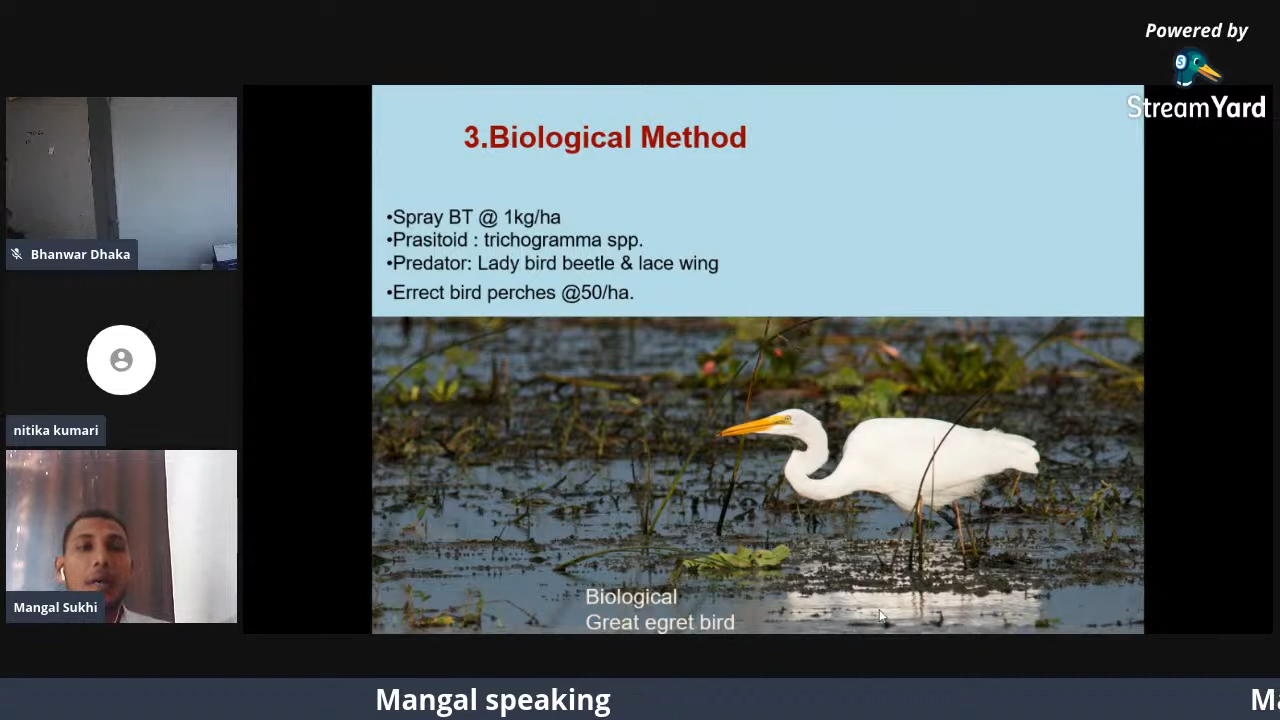 Powered by
StreamYard
3.Biological Method
•Spray BT @ 1kg/ha
•Prasitoid : trichogramma spp.
•Predator: Lady bird beetle & lace wing
•Errect bird perches @50/ha.
Biological
Great egret bird
Bhanwar Dhaka
nitika kumari
Mangal Sukhi
Mangal speaking
Ma